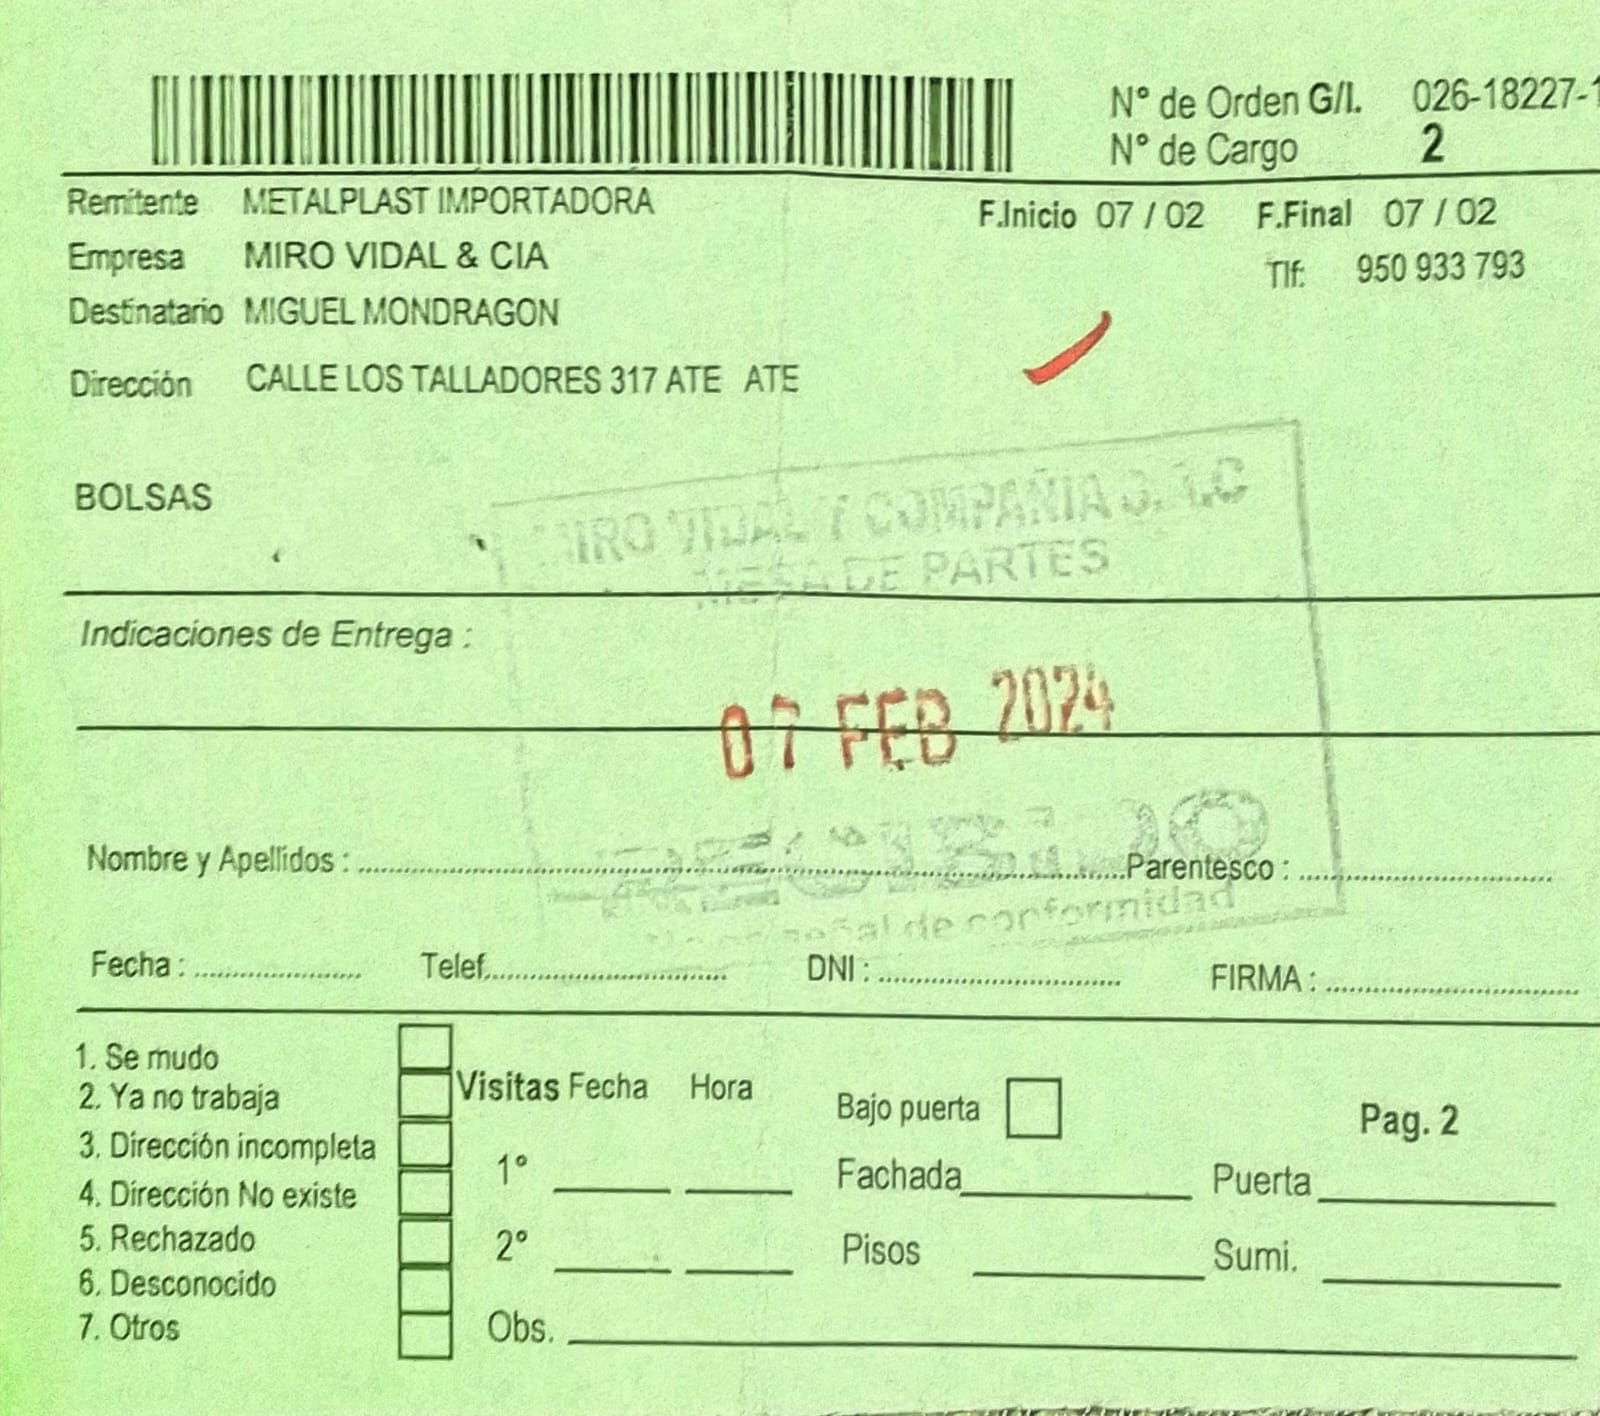 N° de Orden G/I. 026-18227-1
N° de Cargo 2
Remitente METALPLAST IMPORTADORA
F.Inicio 07 / 02 F.Final 07 / 02
Empresa MIRO VIDAL & CIA
Tlf: 950 933 793
Destinatario MIGUEL MONDRAGON
Dirección CALLE LOS TALLADORES 317 ATE ATE
BOLSAS
MIRO VIDAL Y COMPAÑIA
MESA DE PARTES
Indicaciones de Entrega :
07 FEB 2024
Nombre y Apellidos : Parentesco :
señal de conformidad
Fecha : Telef. DNI : FIRMA :
1. Se mudo
2. Ya no trabaja
3. Dirección incompleta
4. Dirección No existe
5. Rechazado
6. Desconocido
7. Otros
Visitas Fecha Hora
1°
2°
Obs.
Bajo puerta
Pag. 2
Fachada Puerta
Pisos Sumi.